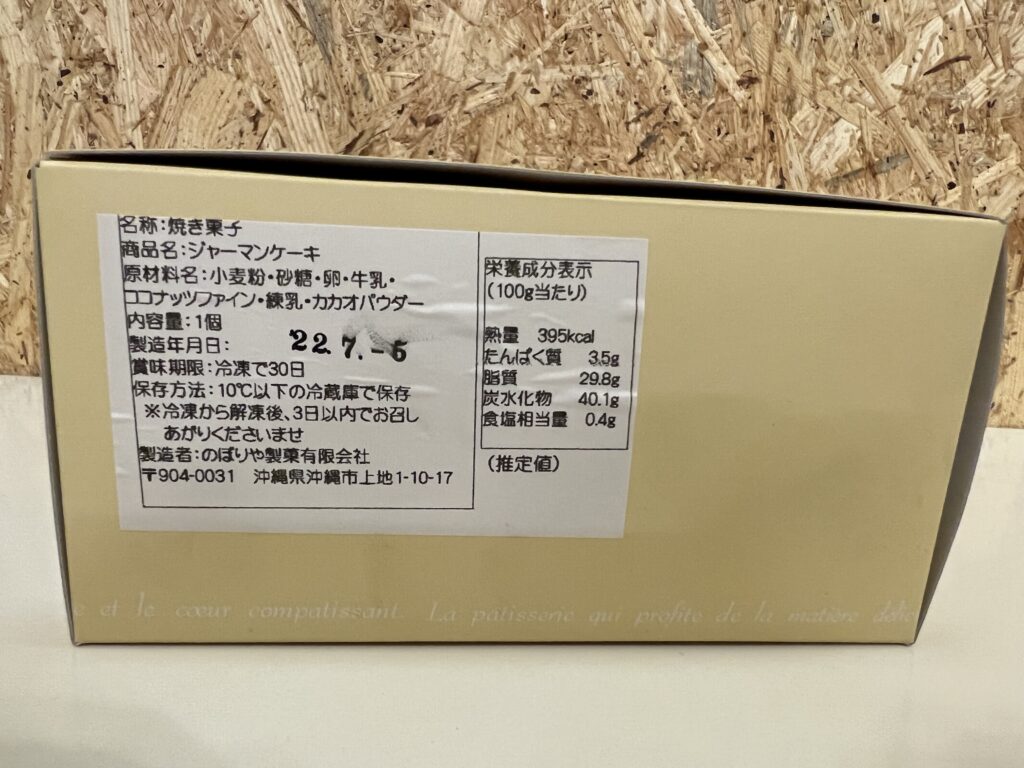 名称:焼き栗子
商品名:ジャーマンケーキ
原材料名:小麦粉・砂糖・卵・牛乳・
ココナッツファイン・練乳・カカオパウダー
内容量:1個
製造年月日: 22.7.-6
賞味期限:冷凍で30日
保存方法:10℃以下の冷蔵庫で保存
※冷凍から解凍後、3日以内でお召し
あがりくださいませ
製造者:のぼりや製菓有限会社
〒904-0031 沖縄県沖縄市上地1-10-17
栄養成分表示
(100g当たり)
熱量 395kcal
たんぱく質 3.5g
脂質 29.8g
炭水化物 40.1g
食塩相当量 0.4g
(推定値)
e et le cœur compatissant. La pâtisserie qui profite de la matière déli